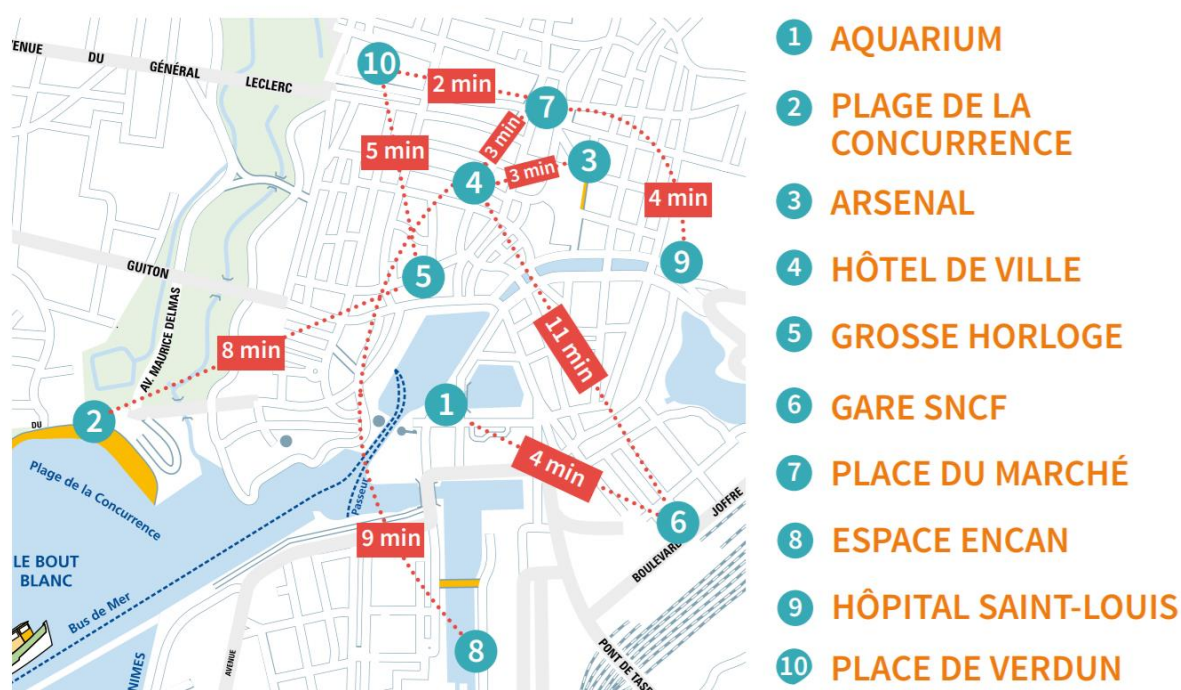 ENUE DU GÉNÉRAL LECLERC
10
2 min
7
5 min
3 min
3
3 min
4
4 min
GUITON
9
5
AV. MAURICE DELMAS
11 min
8 min
1
2
DU
4 min
Plage de la
Concurrence
Passeur
6
JOFFRE
BOULEVARD
9 min
LE BOUT
BLANC
Bus de Mer
8
AVENUE
NIMES
PONT DE TASD
1 AQUARIUM
2 PLAGE DE LA
CONCURRENCE
3 ARSENAL
4 HÔTEL DE VILLE
5 GROSSE HORLOGE
6 GARE SNCF
7 PLACE DU MARCHÉ
8 ESPACE ENCAN
9 HÔPITAL SAINT-LOUIS
10 PLACE DE VERDUN